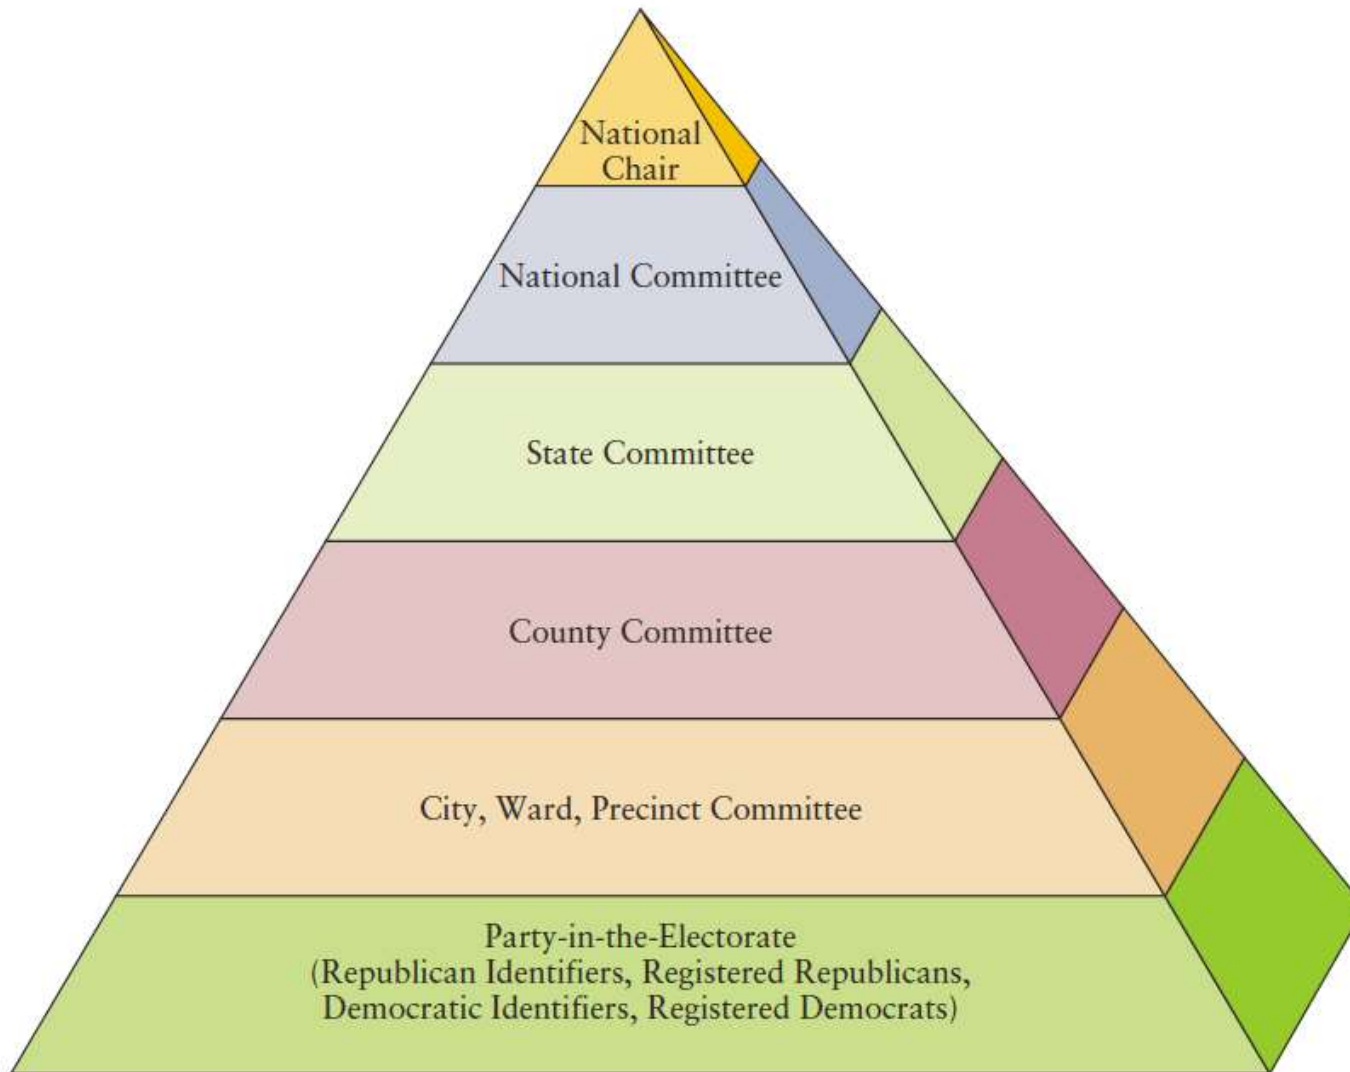 National
Chair
National Committee
State Committee
County Committee
City, Ward, Precinct Committee
Party-in-the-Electorate
(Republican Identifiers, Registered Republicans,
Democratic Identifiers, Registered Democrats)